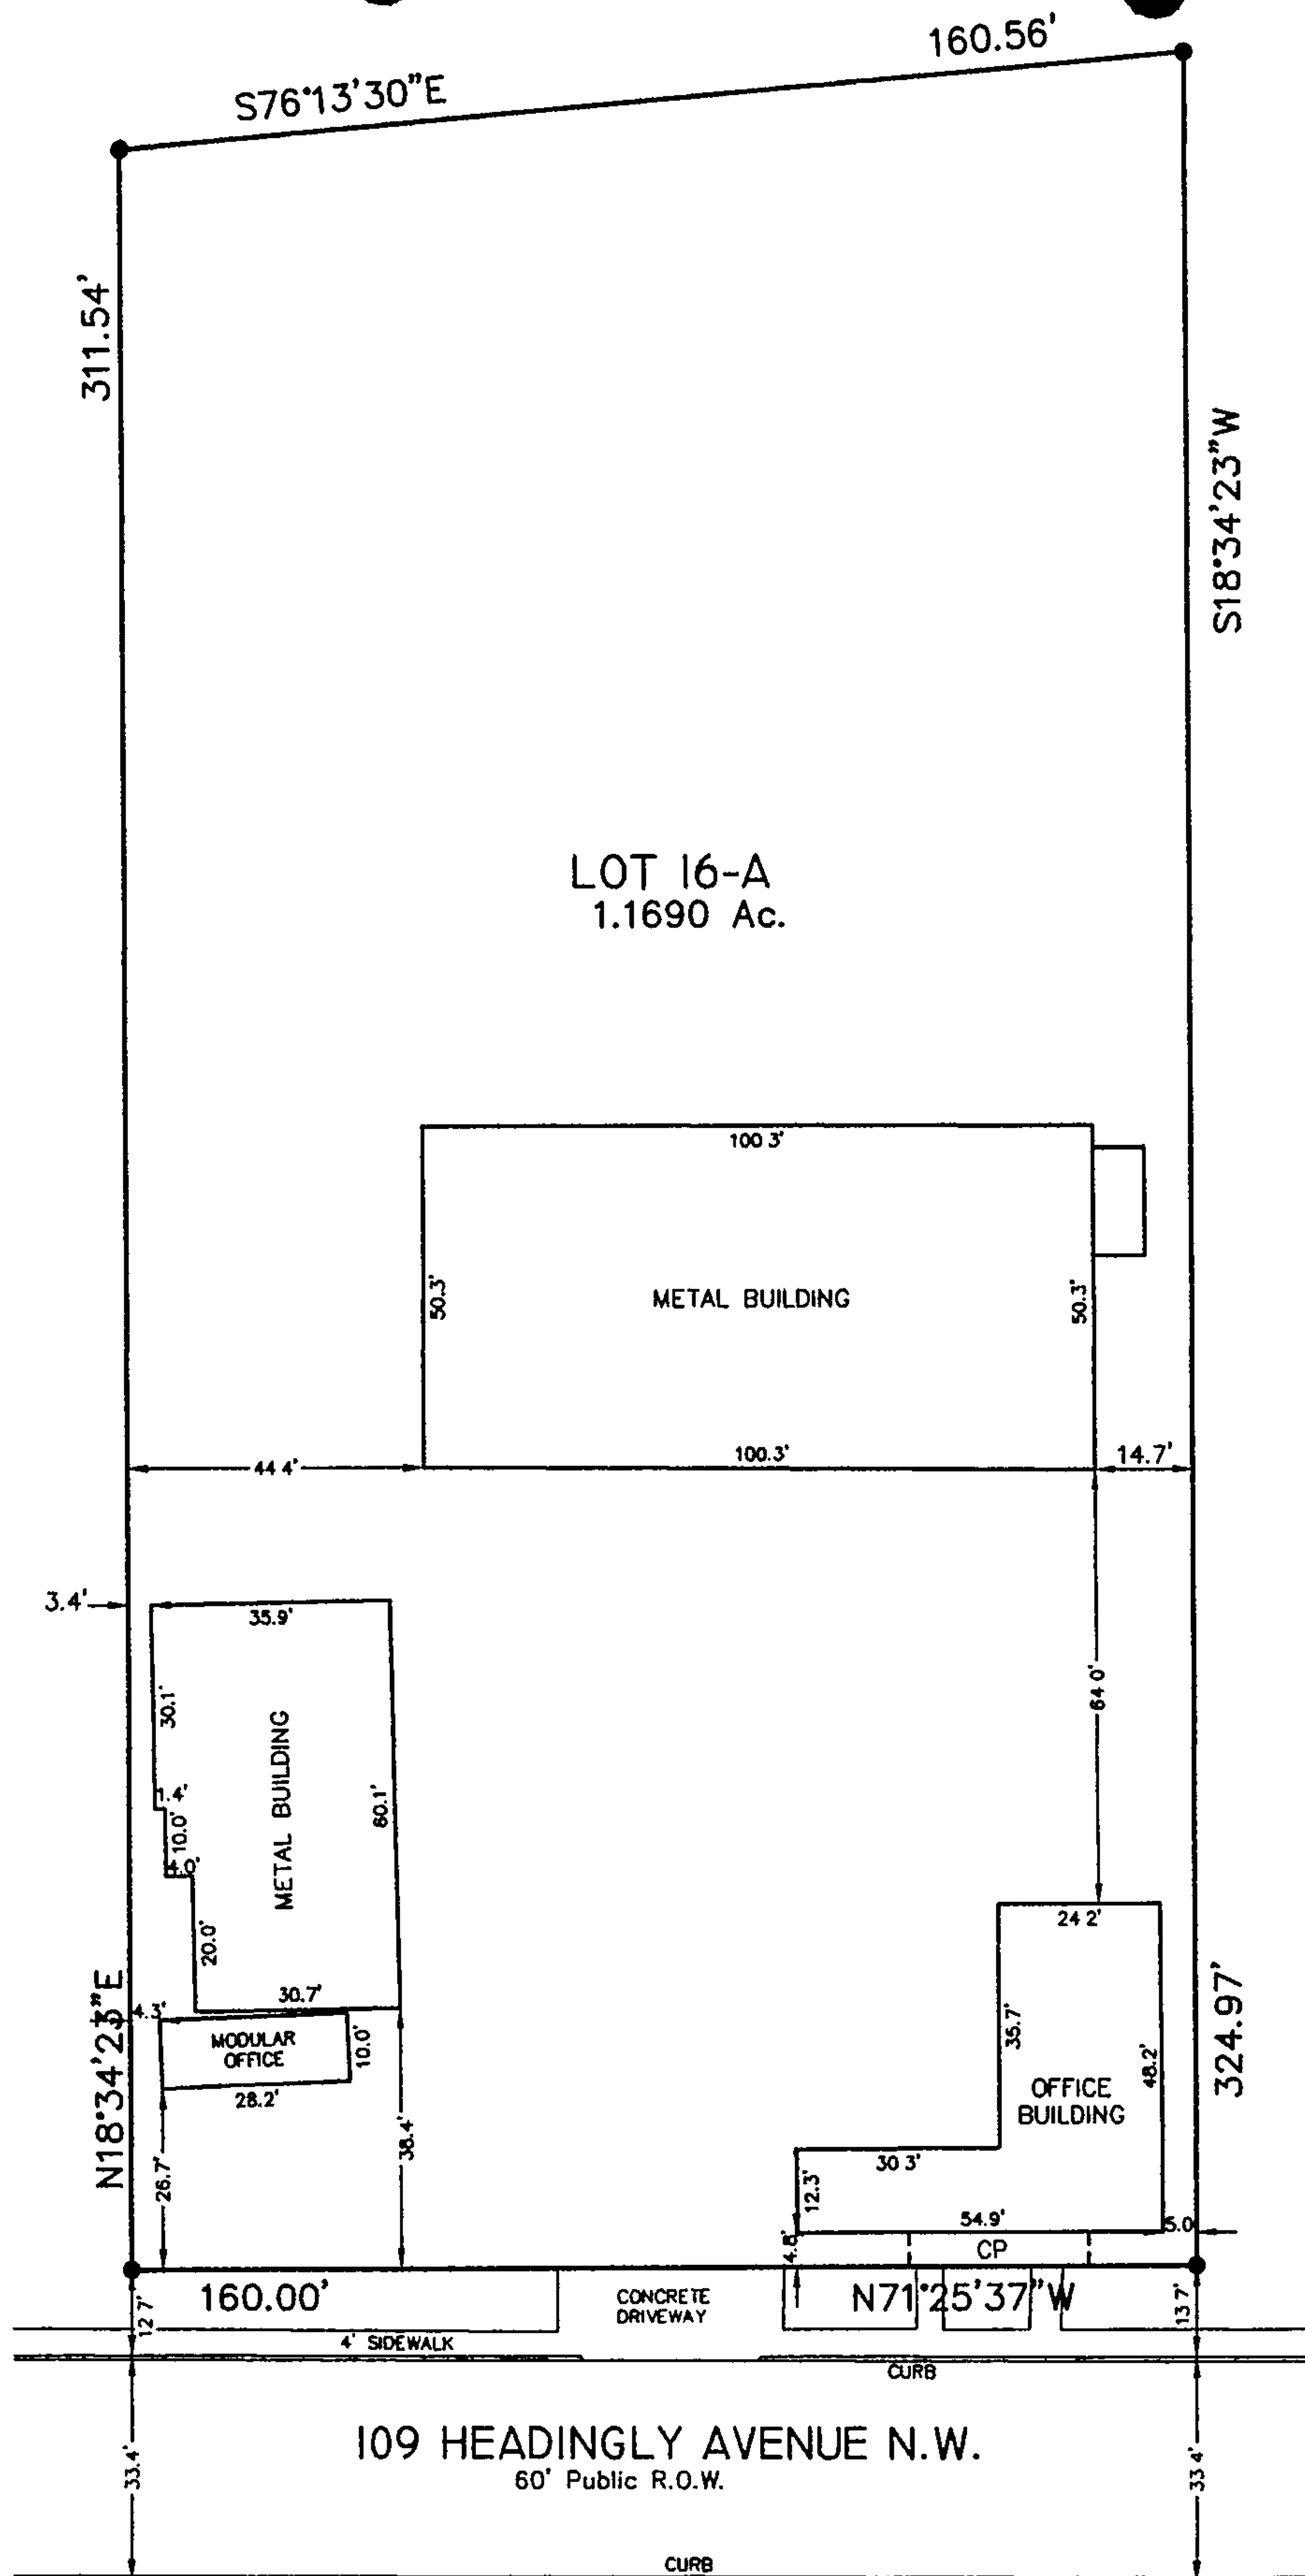 160.56'
S76°13'30"E
311.54'
S18°34'23"W
LOT 16-A
1.1690 Ac.
100 3'
50.3'
METAL BUILDING
50.3'
44 4'
100.3'
14.7'
3.4'
35.9'
30.1'
METAL BUILDING
60.1'
64 0'
1.4'
10.0'
4.0'
20.0'
24 2'
30.7'
N18°34'23"E
4.3'
MODULAR
OFFICE
10.0'
28.2'
26.7'
38.4'
35.7'
48.2'
324.97'
OFFICE
BUILDING
30 3'
12.3'
54.9'
5.0
CP
160.00'
N71°25'37"W
12 7'
CONCRETE
DRIVEWAY
13 7'
4' SIDEWALK
CURB
109 HEADINGLY AVENUE N.W.
60' Public R.O.W.
33.4'
33 4'
CURB